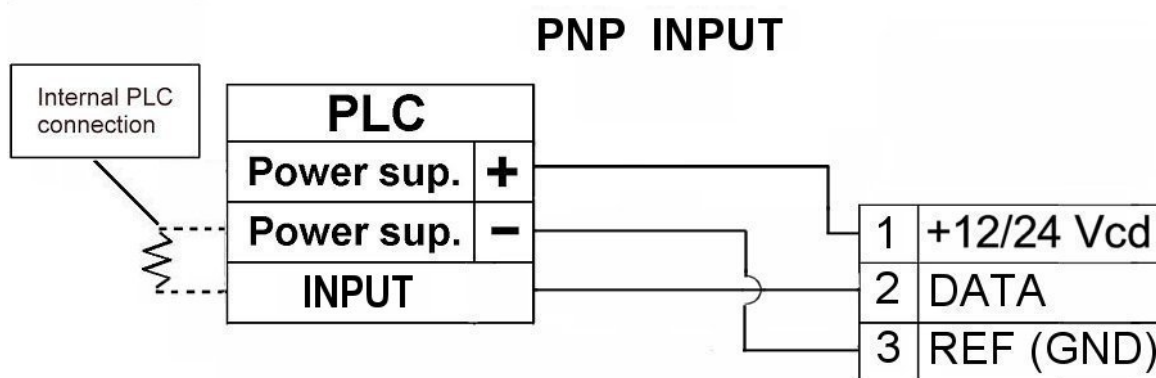 PNP INPUT
Internal PLC
connection
PLC
Power sup. +
Power sup. -
INPUT
1 +12/24 Vcd
2 DATA
3 REF (GND)